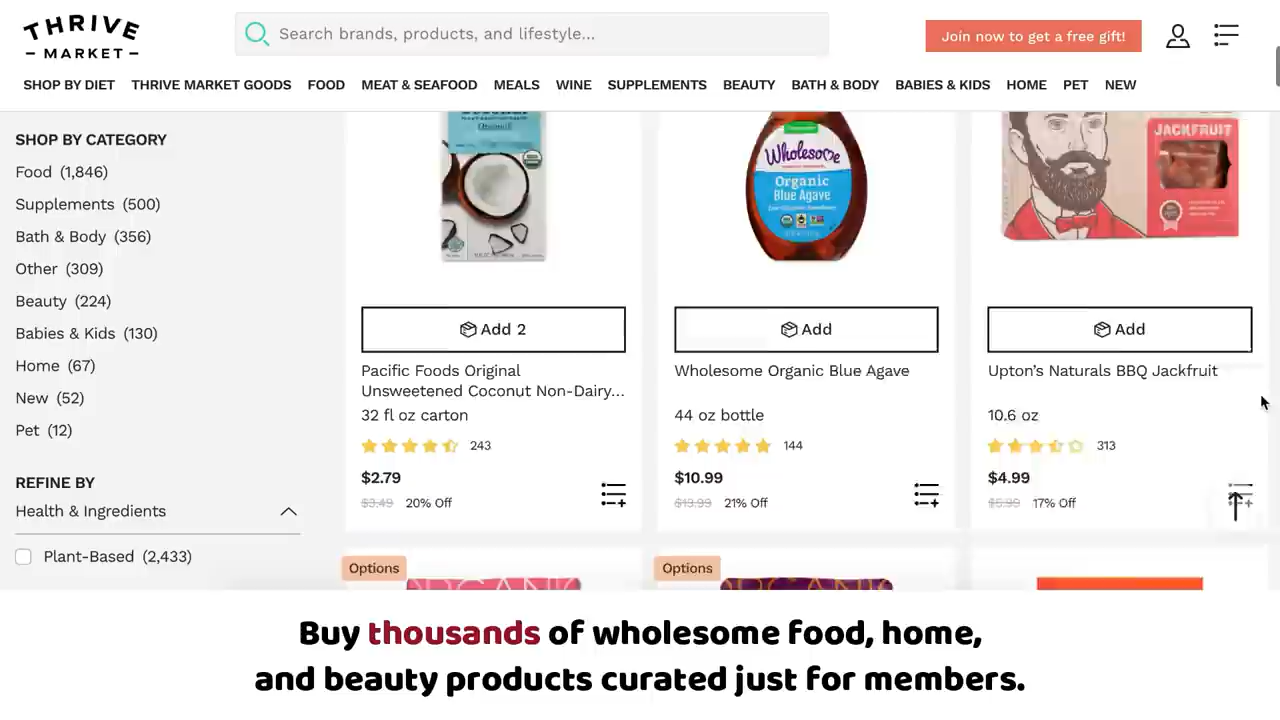 THRIVE
MARKET
Search brands, products, and lifestyle...
Join now to get a free gift!
SHOP BY DIET THRIVE MARKET GOODS FOOD MEAT & SEAFOOD MEALS WINE SUPPLEMENTS BEAUTY BATH & BODY BABIES & KIDS HOME PET NEW
SHOP BY CATEGORY
Food (1,846)
Supplements (500)
Bath & Body (356)
Other (309)
Beauty (224)
Babies & Kids (130)
Home (67)
New (52)
Pet (12)
REFINE BY
Health & Ingredients
Plant-Based (2,433)
Wholesome
Organic
Blue Agave
JACKFRUIT
Add 2
Add
Add
Pacific Foods Original
Unsweetened Coconut Non-Dairy...
32 fl oz carton
243
$2.79
$3.49 20% Off
Wholesome Organic Blue Agave
44 oz bottle
144
$10.99
$13.99 21% Off
Upton's Naturals BBQ Jackfruit
10.6 oz
313
$4.99
$5.99 17% Off
Options
Options
Buy thousands of wholesome food, home,
and beauty products curated just for members.